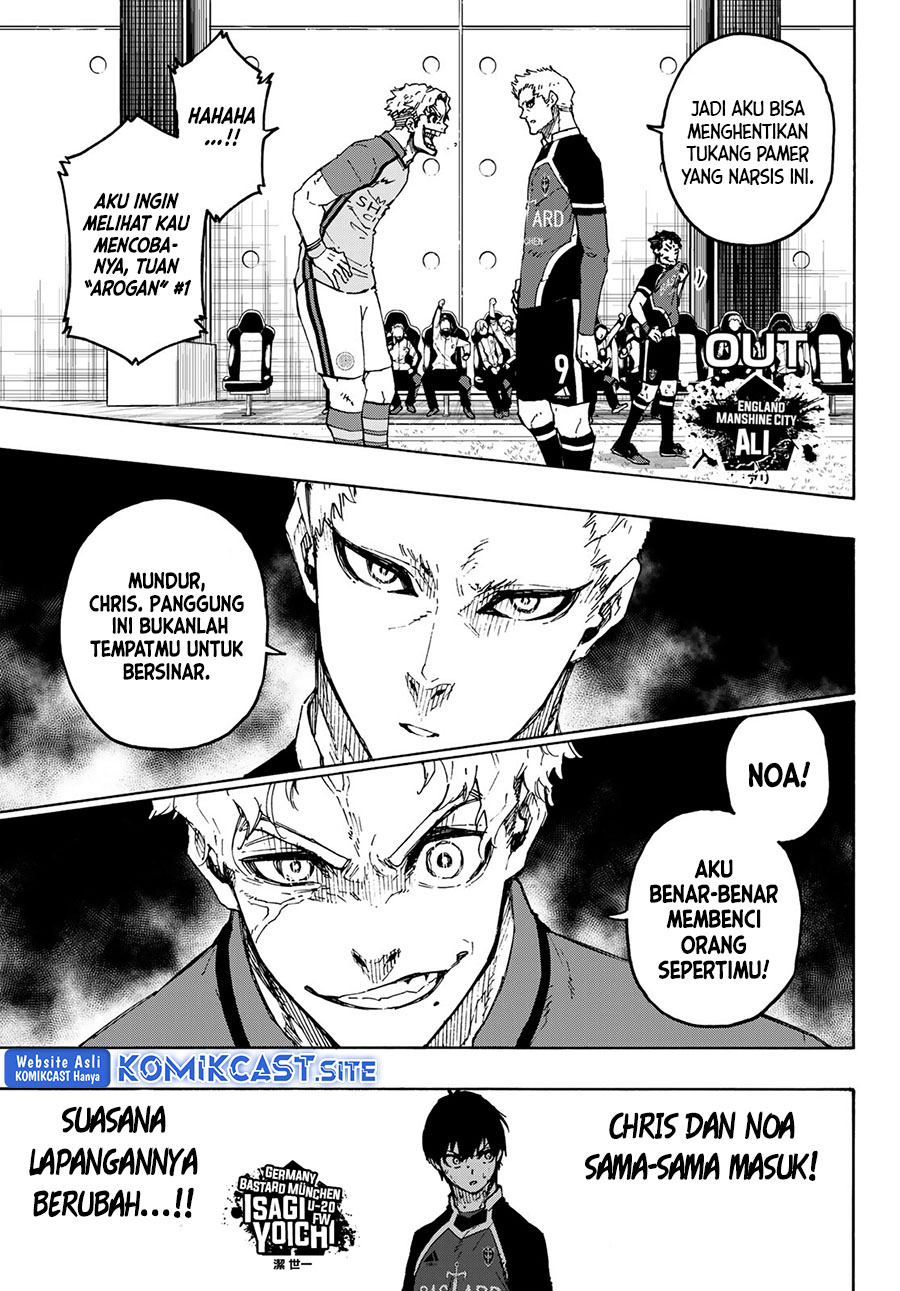 JADI AKU BISA
MENGHENTIKAN
TUKANG PAMER
YANG NARSIS INI.
HAHAHA
...!!
AKU INGIN
MELIHAT KAU
MENCOBA-
NYA, TUAN
“AROGAN” #1
ARD
9
OUT
ENGLAND
MANSHINE CITY
ALI
アリ
MUNDUR,
CHRIS. PANGGUNG
INI BUKANLAH
TEMPATMU UNTUK
BERSINAR.
NOA!
AKU
BENAR-BENAR
MEMBENCI
ORANG
SEPERTIMU!
Website Asli
KOMIKCAST Hanya
KOMIKCAST.SITE
CHRIS DAN NOA
SAMA-SAMA MASUK!
SUASANA
LAPANGANNYA
BERUBAH...!!
GERMANY
BASTARD MÜNCHEN
ISAGI U-20
YOICHI FW
潔 世一
BASTARD